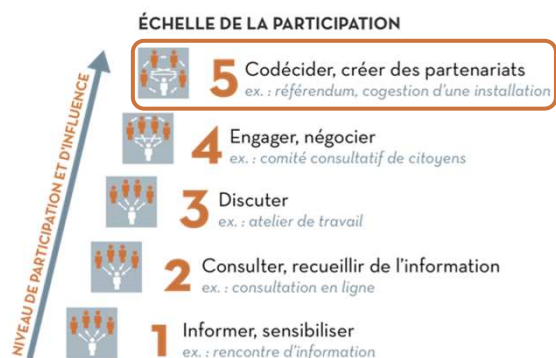 ÉCHELLE DE LA PARTICIPATION
5 Codécider, créer des partenariats
ex. : référendum, cogestion d'une installation
4 Engager, négocier
ex. : comité consultatif de citoyens
3 Discuter
ex. : atelier de travail
2 Consulter, recueillir de l'information
ex. : consultation en ligne
1 Informer, sensibiliser
ex. : rencontre d'information
NIVEAU DE PARTICIPATION ET D'INFLUENCE